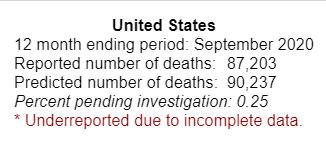 United States
12 month ending period: September 2020
Reported number of deaths: 87,203
Predicted number of deaths: 90,237
Percent pending investigation: 0.25
* Underreported due to incomplete data.